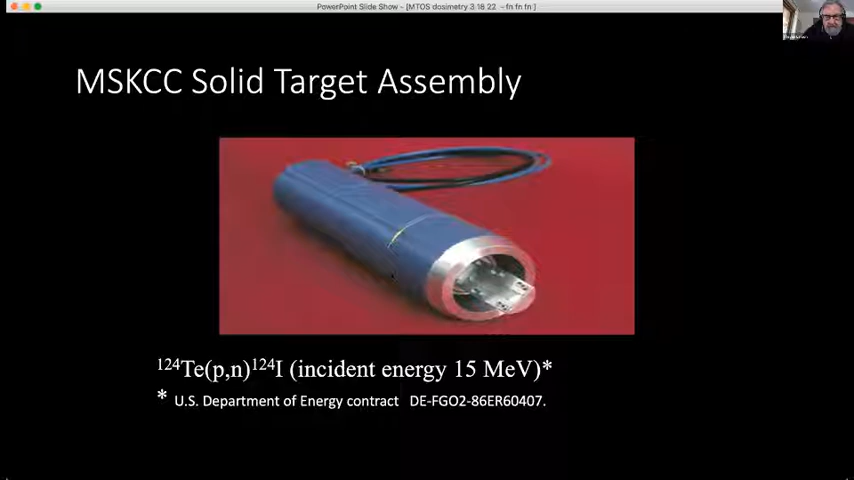 PowerPoint Slide Show - [MTOS dosimetry 3 18 22 - fn fn fn ]
MSKCC Solid Target Assembly
¹²⁴Te(p,n)¹²⁴I (incident energy 15 MeV)*
* U.S. Department of Energy contract DE-FGO2-86ER60407.